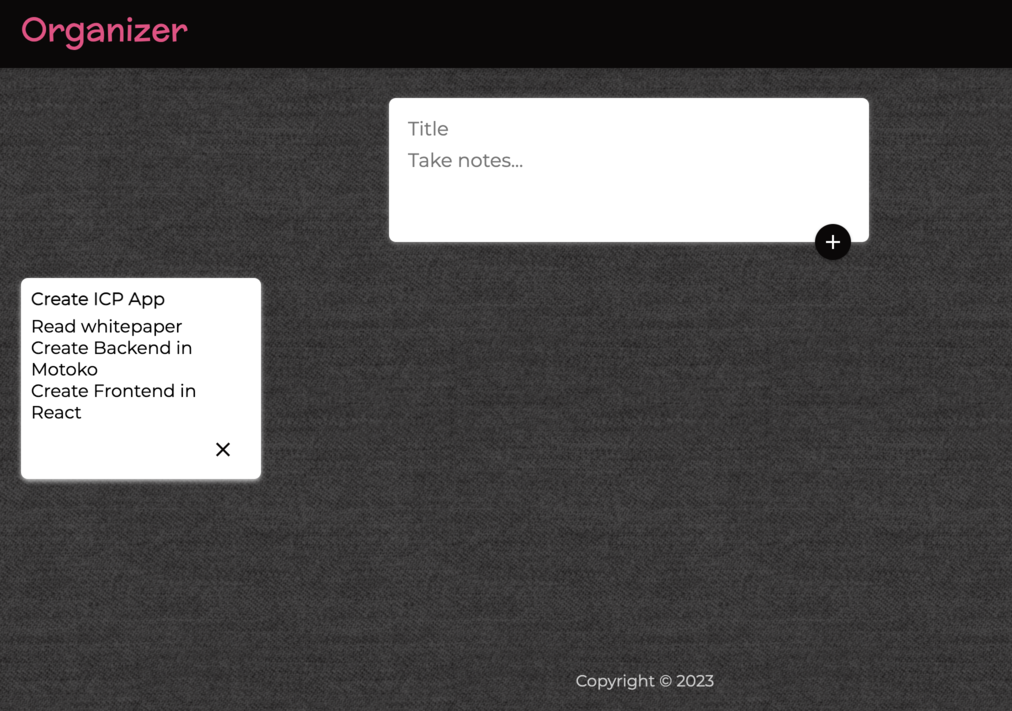 Organizer
Title
Take notes...
Create ICP App
Read whitepaper
Create Backend in
Motoko
Create Frontend in
React
Copyright © 2023